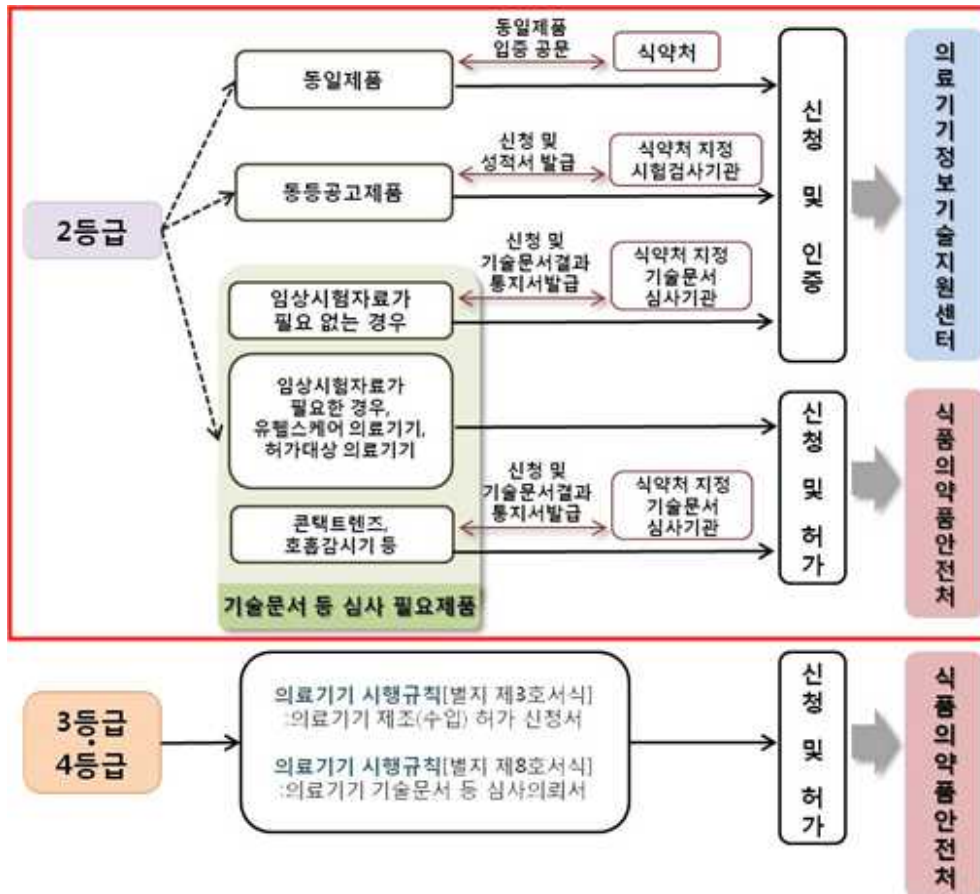 2등급
동일제품
동일제품
입증 공문
식약처
동등공고제품
신청 및
성적서 발급
식약처 지정
시험검사기관
임상시험자료가
필요 없는 경우
신청 및
기술문서결과
통지서발급
식약처 지정
기술문서
심사기관
신청 및 인증
의료기기정보기술지원센터
임상시험자료가
필요한 경우,
유헬스케어 의료기기,
허가대상 의료기기
콘택트렌즈,
호흡감시기 등
신청 및
기술문서결과
통지서발급
식약처 지정
기술문서
심사기관
기술문서 등 심사 필요제품
신청 및 허가
식품의약품안전처
3등급
·
4등급
의료기기 시행규칙[별지 제3호서식]
:의료기기 제조(수입) 허가 신청서
의료기기 시행규칙[별지 제8호서식]
:의료기기 기술문서 등 심사의뢰서
신청 및 허가
식품의약품안전처